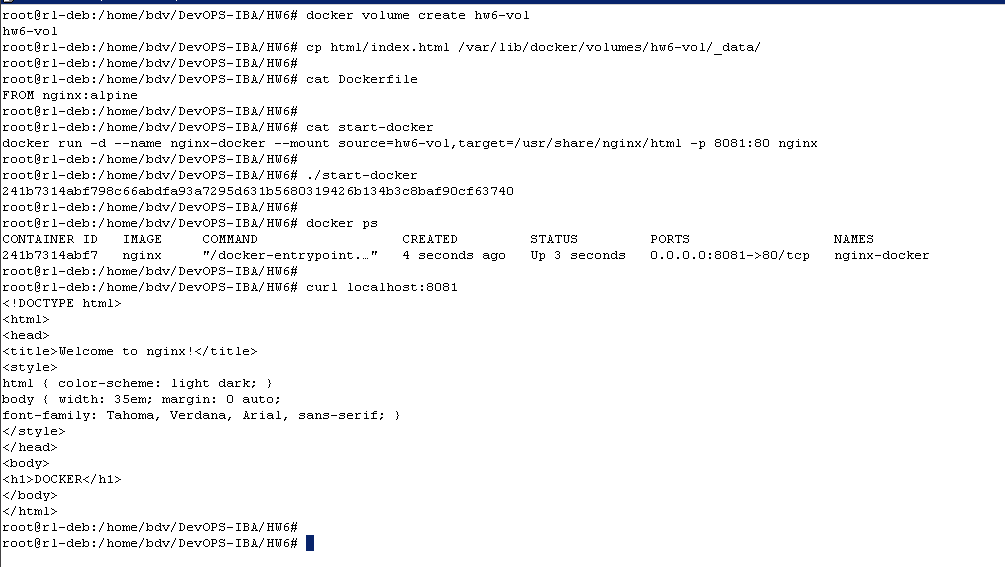 root@r1-deb:/home/bdv/DevOPS-IBA/HW6# docker volume create hw6-vol
hw6-vol
root@r1-deb:/home/bdv/DevOPS-IBA/HW6# cp html/index.html /var/lib/docker/volumes/hw6-vol/_data/
root@r1-deb:/home/bdv/DevOPS-IBA/HW6#
root@r1-deb:/home/bdv/DevOPS-IBA/HW6# cat Dockerfile
FROM nginx:alpine
root@r1-deb:/home/bdv/DevOPS-IBA/HW6#
root@r1-deb:/home/bdv/DevOPS-IBA/HW6# cat start-docker
docker run -d --name nginx-docker --mount source=hw6-vol,target=/usr/share/nginx/html -p 8081:80 nginx
root@r1-deb:/home/bdv/DevOPS-IBA/HW6#
root@r1-deb:/home/bdv/DevOPS-IBA/HW6# ./start-docker
241b7314abf798c66abdfa93a7295d631b5680319426b134b3c8baf90cf63740
root@r1-deb:/home/bdv/DevOPS-IBA/HW6#
root@r1-deb:/home/bdv/DevOPS-IBA/HW6# docker ps
CONTAINER ID   IMAGE     COMMAND                  CREATED         STATUS         PORTS                  NAMES
241b7314abf7   nginx     "/docker-entrypoint.…"   4 seconds ago   Up 3 seconds   0.0.0.0:8081->80/tcp   nginx-docker
root@r1-deb:/home/bdv/DevOPS-IBA/HW6#
root@r1-deb:/home/bdv/DevOPS-IBA/HW6# curl localhost:8081
<!DOCTYPE html>
<html>
<head>
<title>Welcome to nginx!</title>
<style>
html { color-scheme: light dark; }
body { width: 35em; margin: 0 auto;
font-family: Tahoma, Verdana, Arial, sans-serif; }
</style>
</head>
<body>
<h1>DOCKER</h1>
</body>
</html>
root@r1-deb:/home/bdv/DevOPS-IBA/HW6#
root@r1-deb:/home/bdv/DevOPS-IBA/HW6#